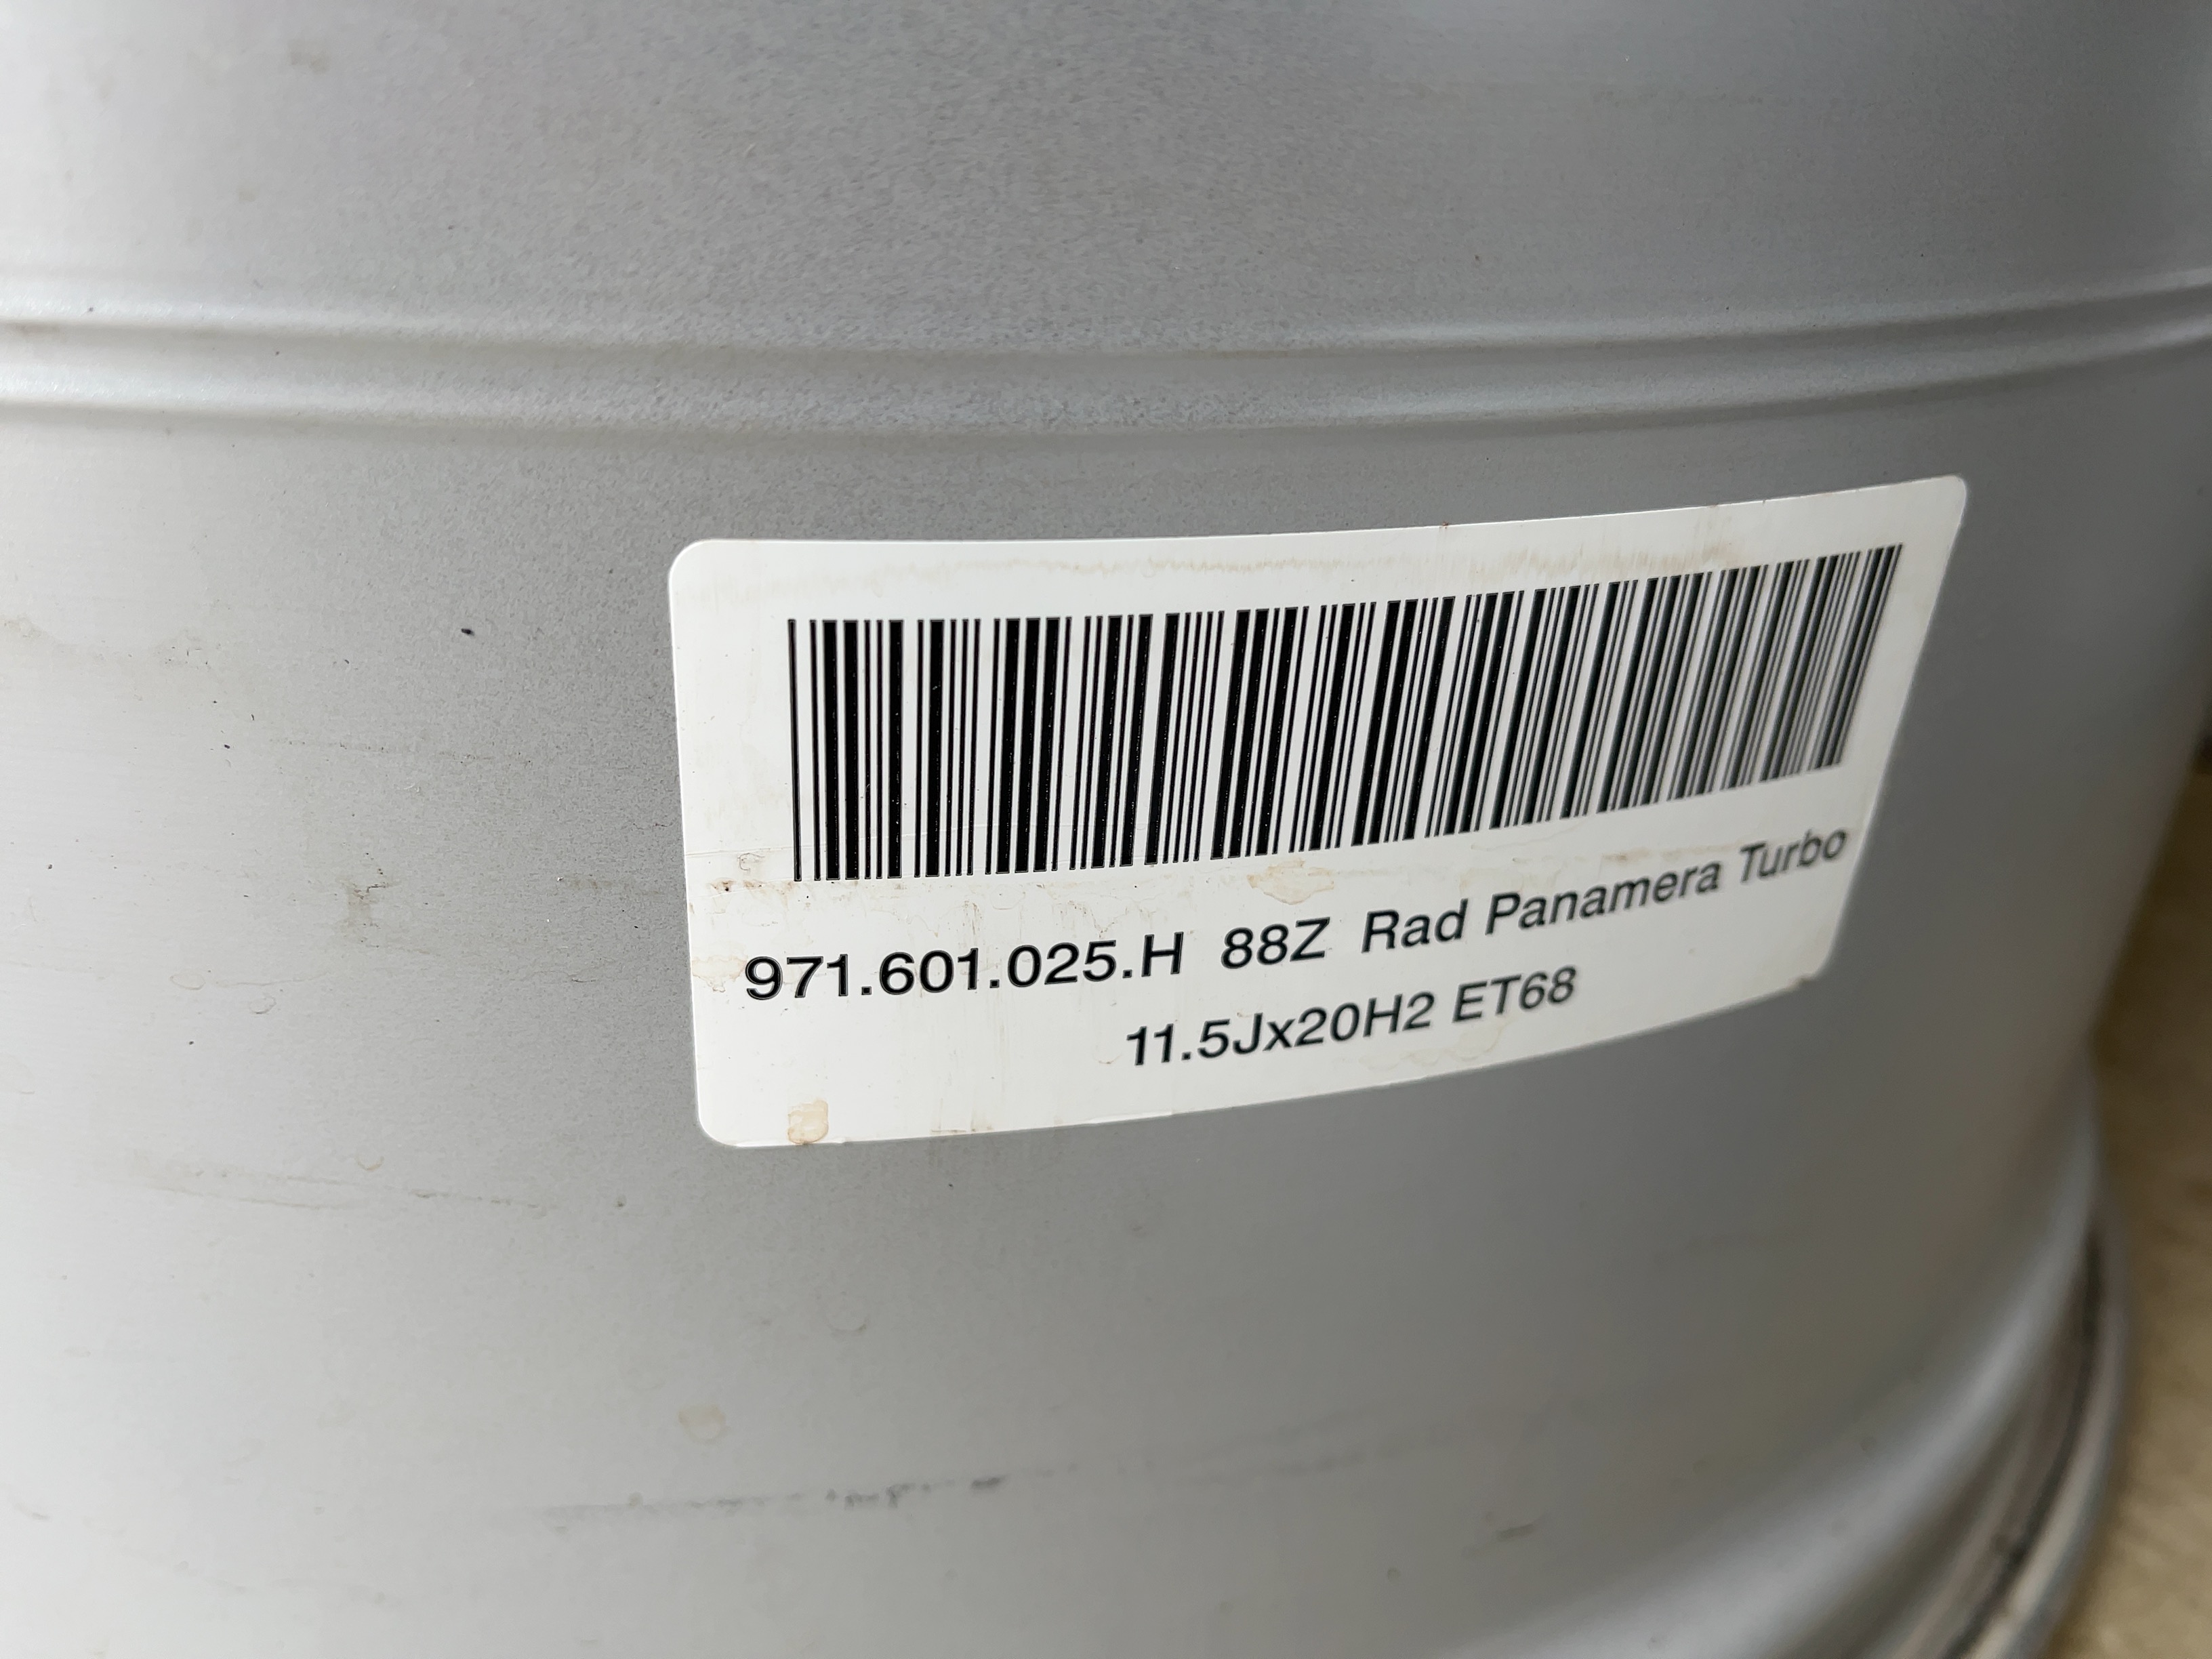 971.601.025.H 88Z Rad Panamera Turbo
11.5Jx20H2 ET68